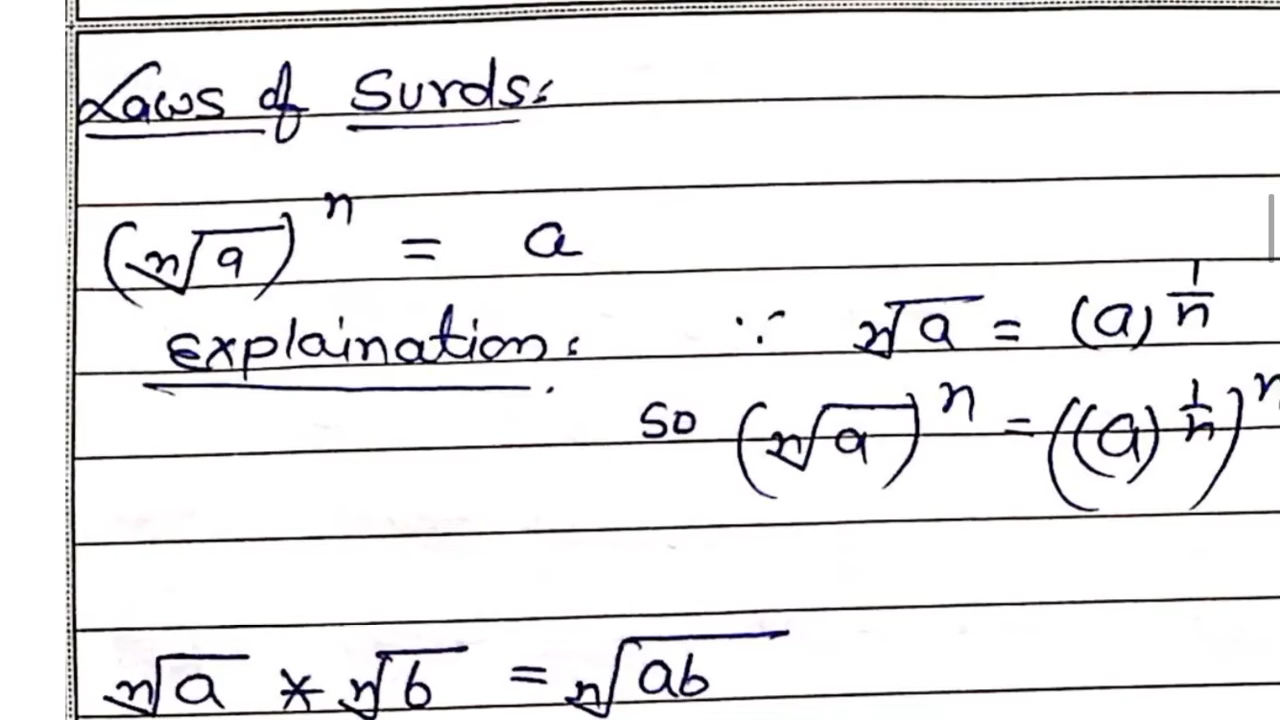 Laws of Surds:
(ⁿ√a)ⁿ = a
explaination: ∵ ⁿ√a = (a)^(1/n)
So (ⁿ√a)ⁿ = ((a)^(1/n))ⁿ
ⁿ√a * ⁿ√b = ⁿ√ab